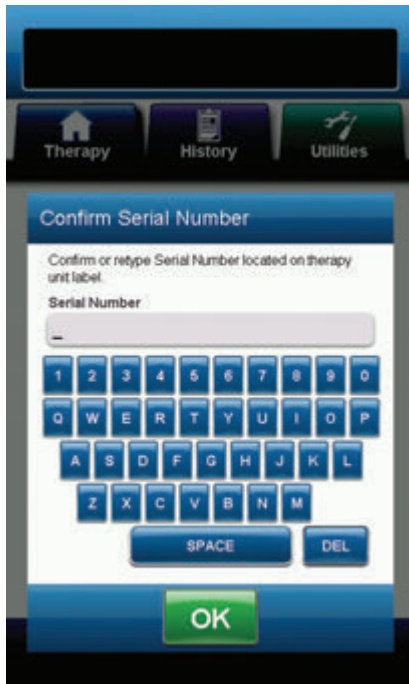 Therapy History Utilities
Confirm Serial Number
Confirm or retype Serial Number located on therapy
unit label.
Serial Number
_
1 2 3 4 5 6 7 8 9 0
Q W E R T Y U I O P
A S D F G H J K L
Z X C V B N M
SPACE DEL
OK